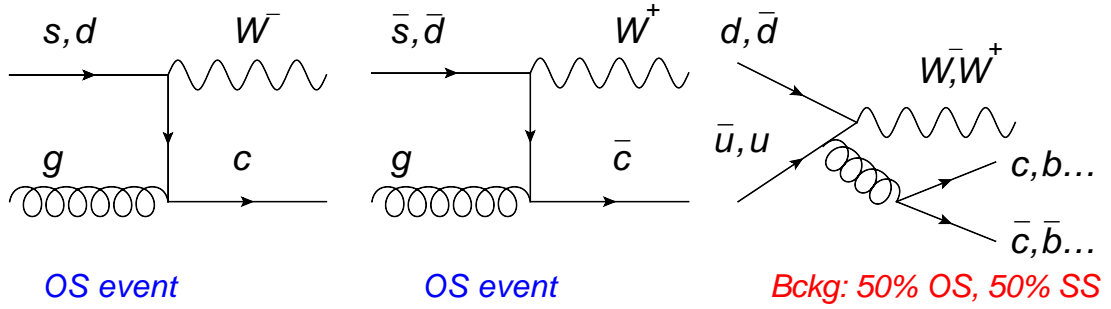 s,d W⁻
g c
OS event
s̄,d̄ W⁺
g c̄
OS event
d,d̄ W⁻,W⁺
ū,u
c,b...
c̄,b̄...
Bckg: 50% OS, 50% SS